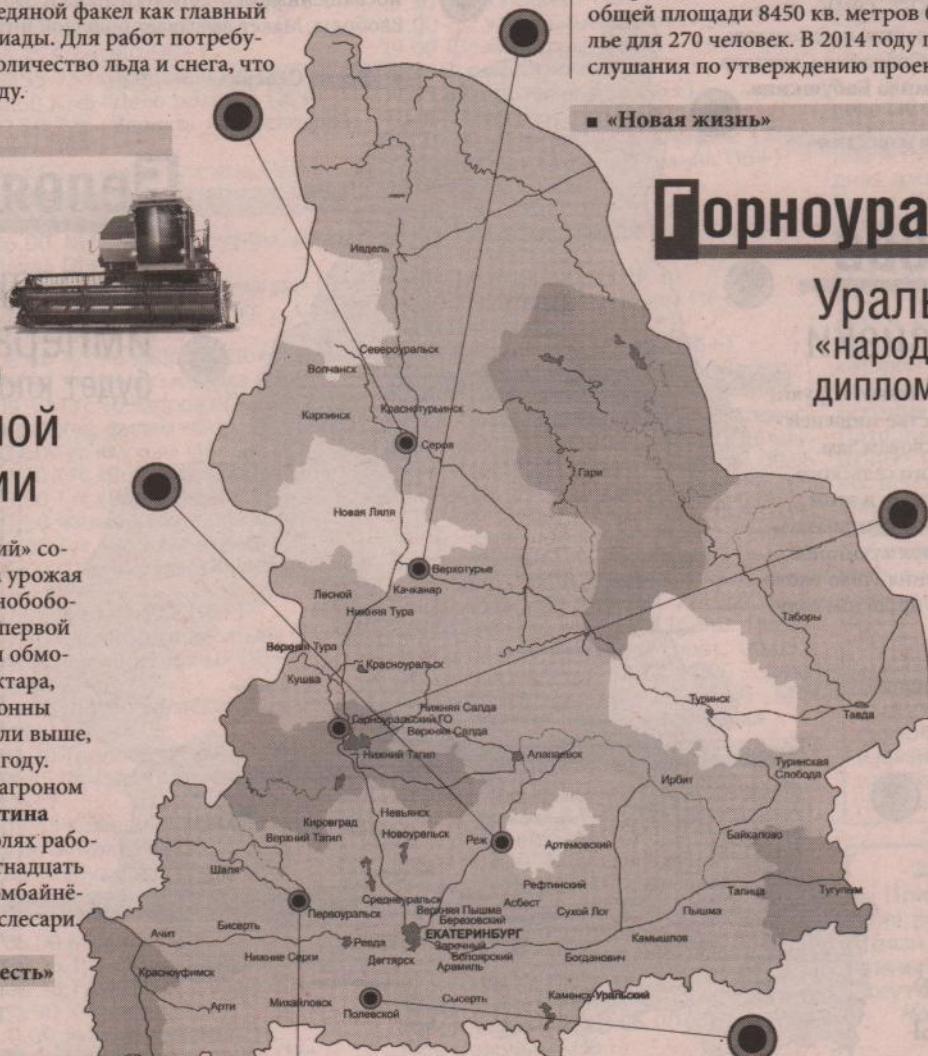 едяной факел как главный
иады. Для работ потребу-
оличество льда и снега, что
ду.
общей площади 8450 кв. метров
лье для 270 человек. В 2014 году
слушания по утверждению
■ «Новая жизнь»
Горноура
Ураль
«народ
диплом
ной
ии
ий» со-
урожая
нобобо-
первой
и обмо-
ктара,
онны
ли выше,
году.
агроном
тина
олях рабо-
тнадцать
омбайнё-
слесари.
есть»
Ивдель
Североуральск
Волчанск
Карпинск
Краснотурьинск
Серов
Гари
Новая Ляля
Верхотурье
Качканар
Лесной
Нижняя Тура
Верхняя Тура
Красноуральск
Кушва
Таборы
Туринск
Тавда
Нижняя Салда
Горноуральский ГО
Верхняя Салда
Нижний Тагил
Алапаевск
Туринская
Слобода
Ирбит
Кировград
Невьянск
Верхний Тагил
Новоуральск
Реж
Артемовский
Байкалово
Шаля
Рефтинский
Талица
Тугулым
Среднеуральск
Асбест
Первоуральск
Верхняя Пышма
Сухой Лог
Пышма
Березовский
Ачит
Бисерть
ЕКАТЕРИНБУРГ
Ревда
Заречный
Камышлов
Нижние Серги
Дегтярск
Белоярский
Богданович
Арамиль
Красноуфимск
Арти
Михайловск
Сысерть
Каменск-Уральский
Полевской